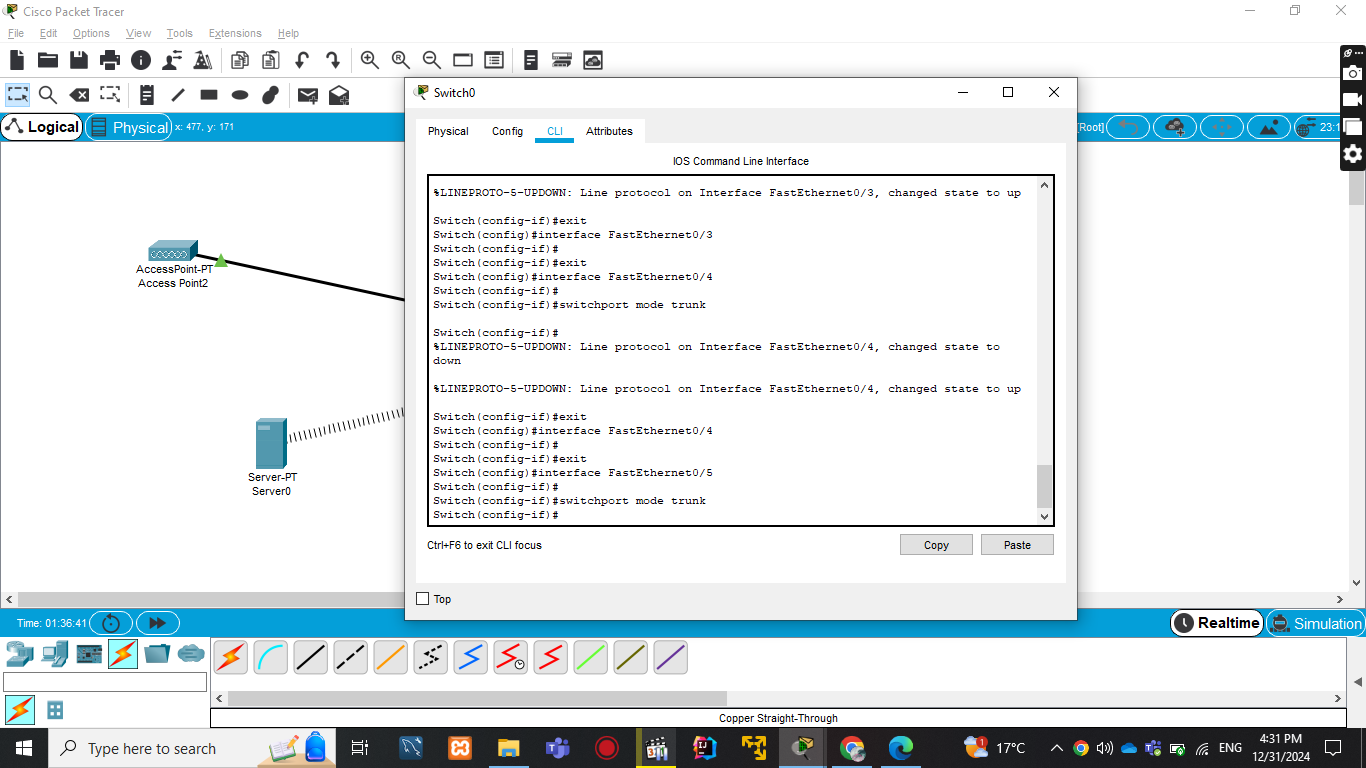 Cisco Packet Tracer
File Edit Options View Tools Extensions Help
Switch0
Logical
Physical
x: 477, y: 171
[Root]
Physical Config CLI Attributes
IOS Command Line Interface
%LINEPROTO-5-UPDOWN: Line protocol on Interface FastEthernet0/3, changed state to up
Switch(config-if)#exit
Switch(config)#interface FastEthernet0/3
Switch(config-if)#
Switch(config-if)#exit
Switch(config)#interface FastEthernet0/4
Switch(config-if)#
Switch(config-if)#switchport mode trunk
Switch(config-if)#
%LINEPROTO-5-UPDOWN: Line protocol on Interface FastEthernet0/4, changed state to
down
%LINEPROTO-5-UPDOWN: Line protocol on Interface FastEthernet0/4, changed state to up
Switch(config-if)#exit
Switch(config)#interface FastEthernet0/4
Switch(config-if)#
Switch(config-if)#exit
Switch(config)#interface FastEthernet0/5
Switch(config-if)#
Switch(config-if)#switchport mode trunk
Switch(config-if)#
Ctrl+F6 to exit CLI focus
Copy
Paste
Top
AccessPoint-PT
Access Point2
Server-PT
Server0
Time: 01:36:41
Realtime
Simulation
Copper Straight-Through
Type here to search
17°C
ENG
4:31 PM
12/31/2024